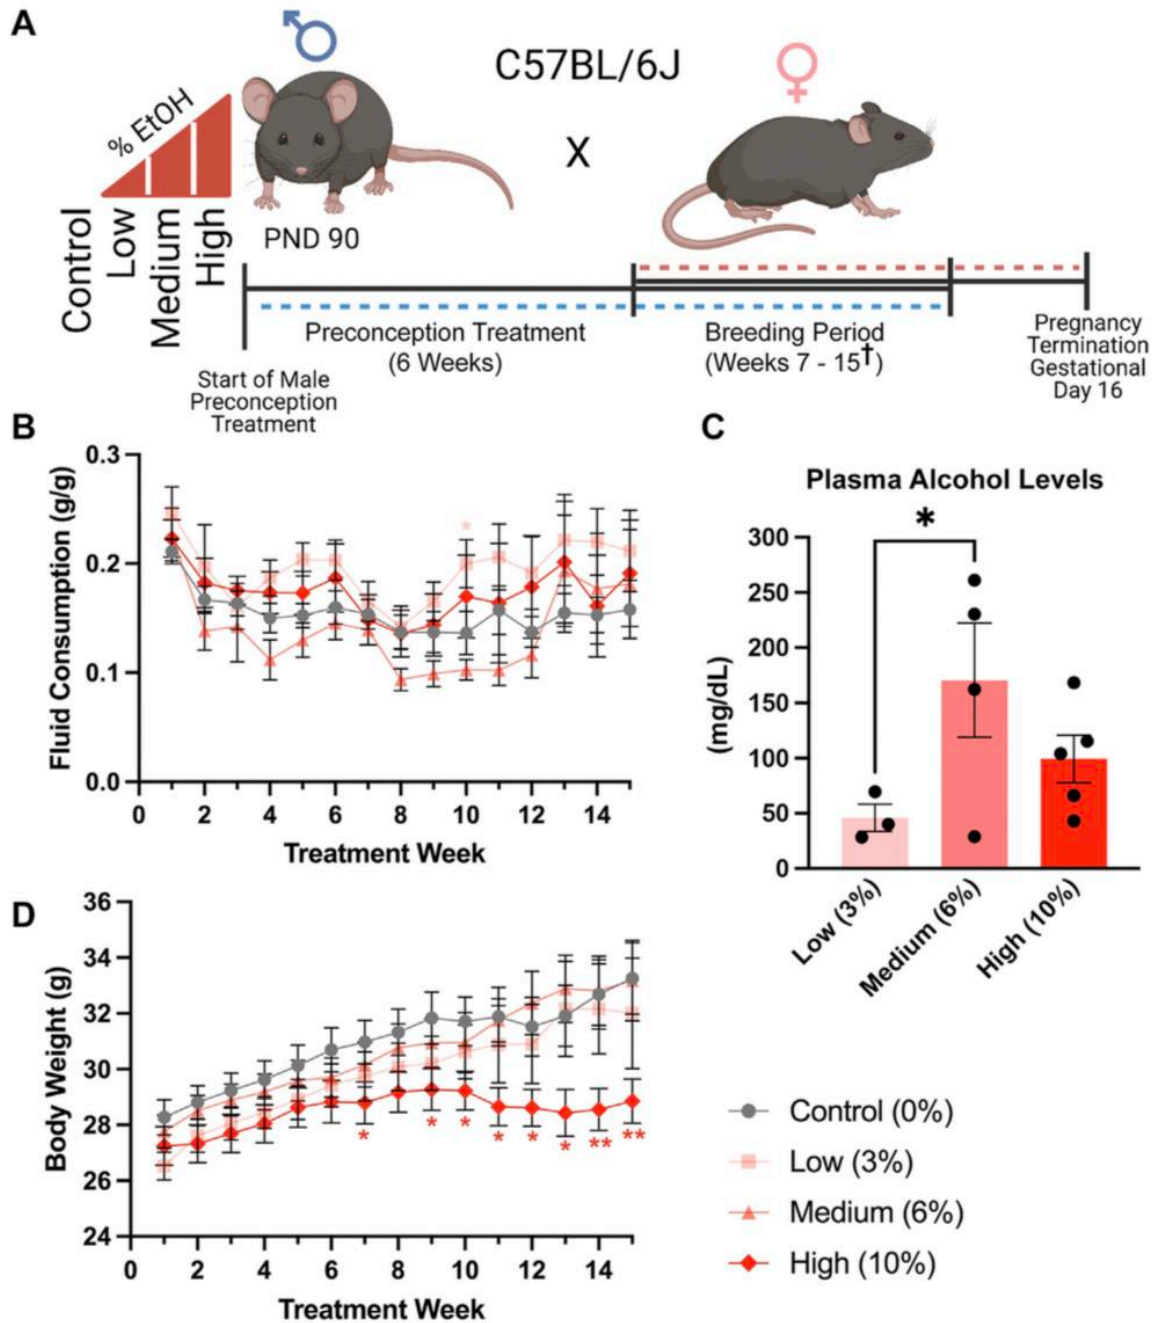 A
C57BL/6J
% EtOH
X
Control
Low
Medium
High
PND 90
Preconception Treatment
(6 Weeks)
Breeding Period
(Weeks 7 - 15†)
Pregnancy
Termination
Gestational
Day 16
Start of Male
Preconception
Treatment
B
Fluid Consumption (g/g)
0.3
0.2
0.1
0.0
*
0 2 4 6 8 10 12 14
Treatment Week
C
Plasma Alcohol Levels
*
(mg/dL)
300
250
200
150
100
50
0
Low (3%)
Medium (6%)
High (10%)
D
Body Weight (g)
36
34
32
30
28
26
24
* * * * * * ** **
0 2 4 6 8 10 12 14
Treatment Week
Control (0%)
Low (3%)
Medium (6%)
High (10%)